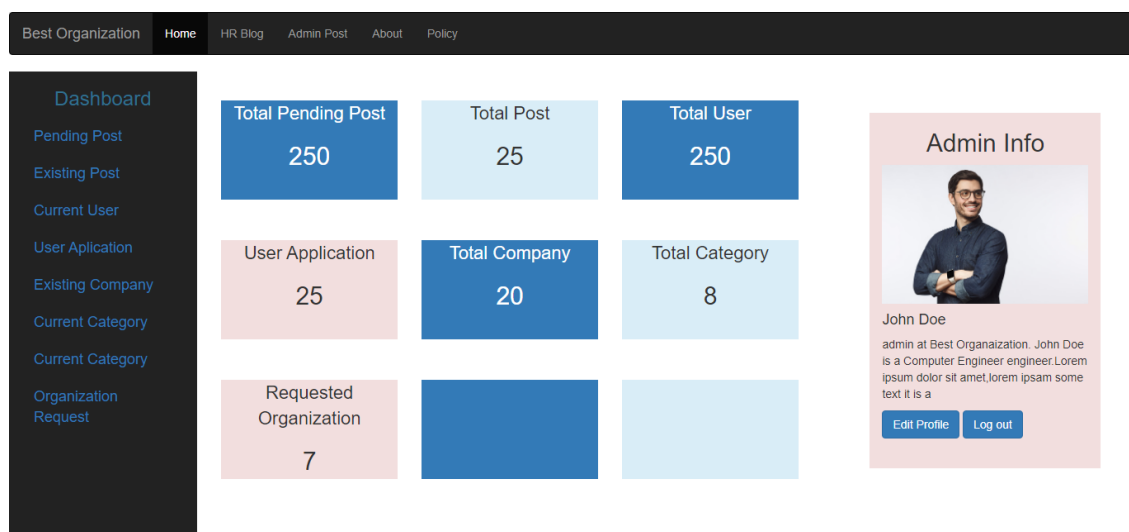 Best Organization Home HR Blog Admin Post About Policy
Dashboard
Pending Post
Existing Post
Current User
User Aplication
Existing Company
Current Category
Current Category
Organization
Request
Total Pending Post
250
Total Post
25
Total User
250
User Application
25
Total Company
20
Total Category
8
Requested
Organization
7
Admin Info
John Doe
admin at Best Organaization. John Doe
is a Computer Engineer engineer.Lorem
ipsum dolor sit amet,lorem ipsam some
text it is a
Edit Profile Log out